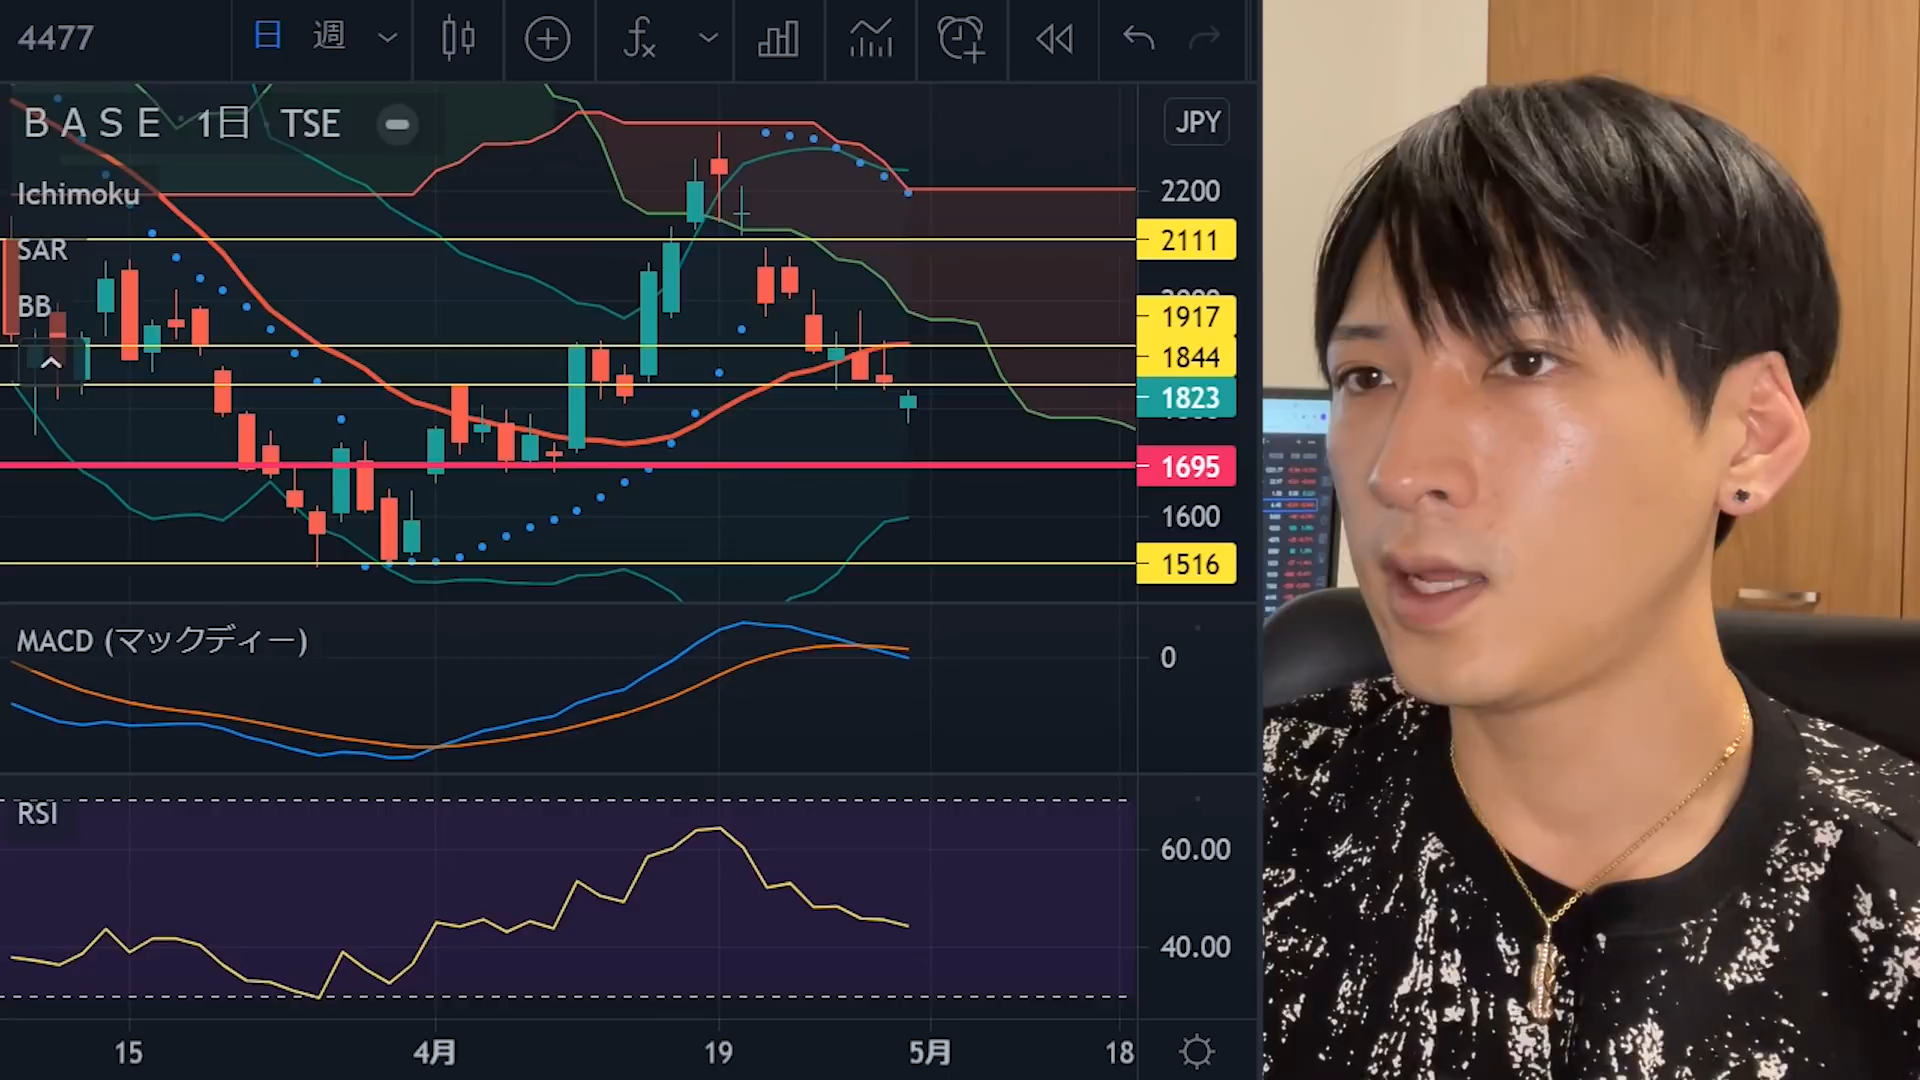 4477 日 週
BASE・1日・TSE
JPY
Ichimoku
SAR
BB
2200
2111
1917
1844
1823
1695
1600
1516
MACD (マックディー)
0
RSI
60.00
40.00
15 4月 19 5月 18